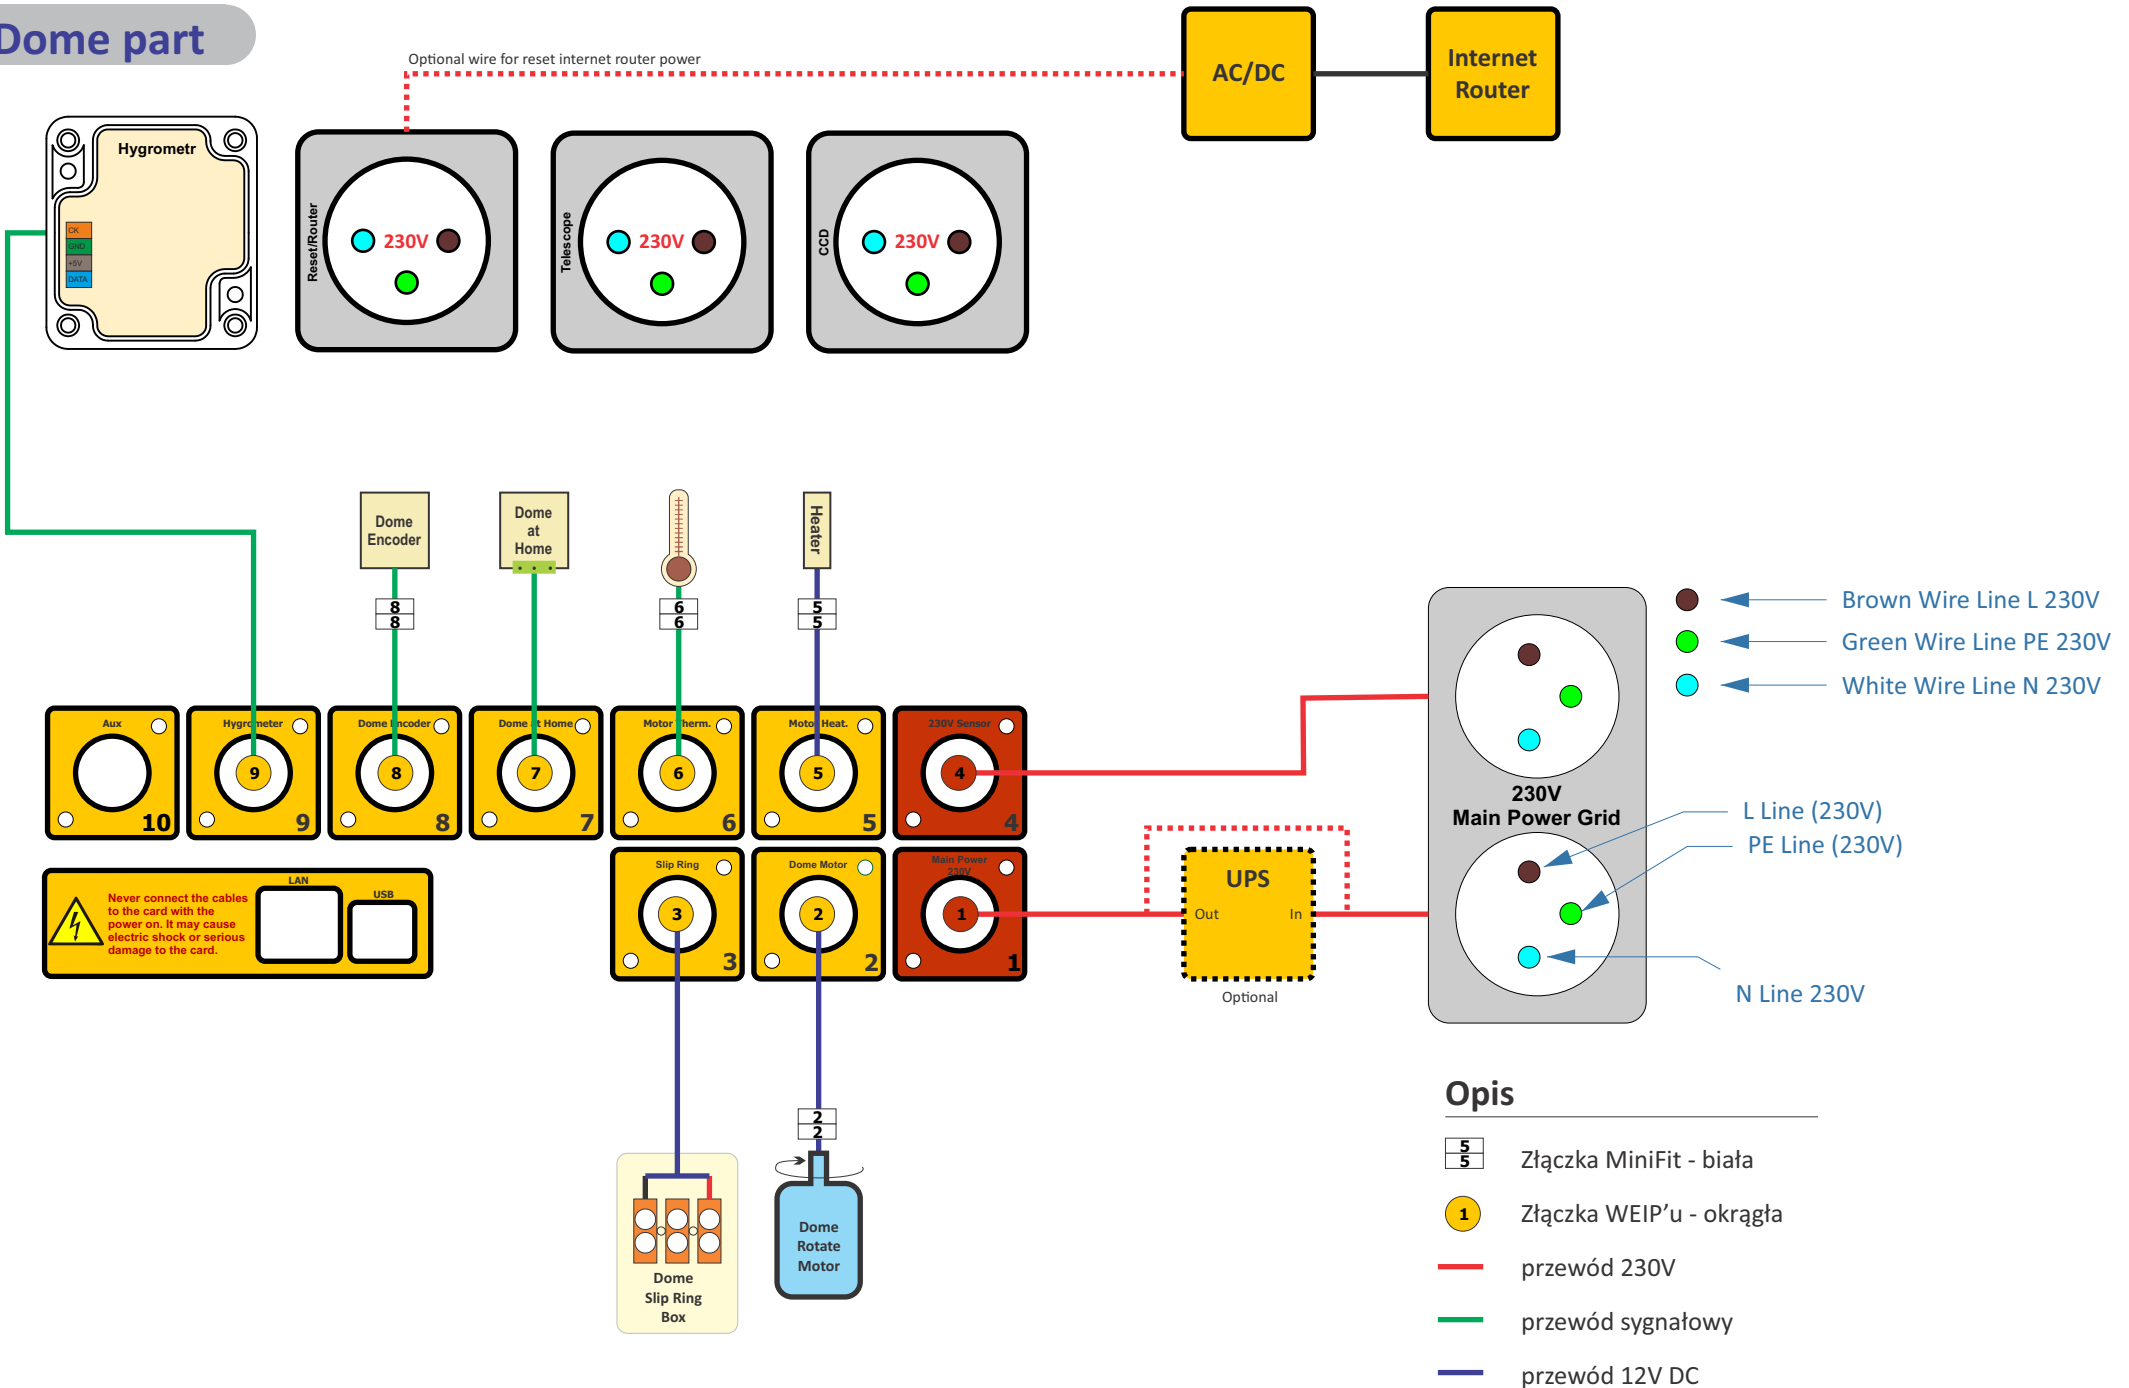 Dome part
Optional wire for reset internet router power
AC/DC
Internet
Router
Hygrometr
CK
GND
+5V
DATA
Reset/Router
230V
Telescope
230V
CCD
230V
Dome
Encoder
8
8
Dome
at
Home
6
6
Heater
5
5
Brown Wire Line L 230V
Green Wire Line PE 230V
White Wire Line N 230V
Aux
10
Hygrometer
9
9
Dome Encoder
8
8
Dome at Home
7
7
Motor Therm.
6
6
Motor Heat.
5
5
230V Sensor
4
4
230V
Main Power Grid
L Line (230V)
PE Line (230V)
N Line 230V
Never connect the cables
to the card with the
power on. It may cause
electric shock or serious
damage to the card.
LAN
USB
Slip Ring
3
3
Dome Motor
2
2
Main Power
230V
1
1
UPS
Out
In
Optional
2
2
Dome
Slip Ring
Box
Dome
Rotate
Motor
Opis
5
5
Złączka MiniFit - biała
1
Złączka WEIP’u - okrągła
przewód 230V
przewód sygnałowy
przewód 12V DC